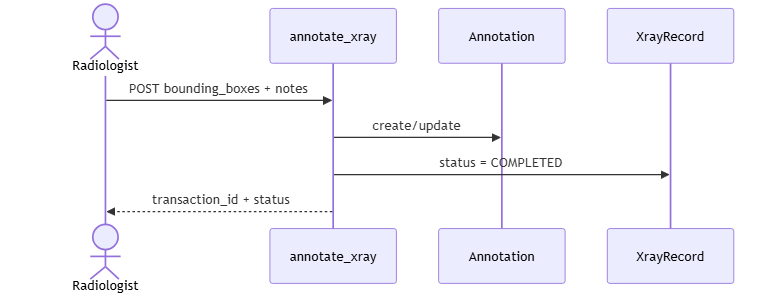 Radiologist
annotate_xray
Annotation
XrayRecord
POST bounding_boxes + notes
create/update
status = COMPLETED
transaction_id + status
Radiologist
annotate_xray
Annotation
XrayRecord